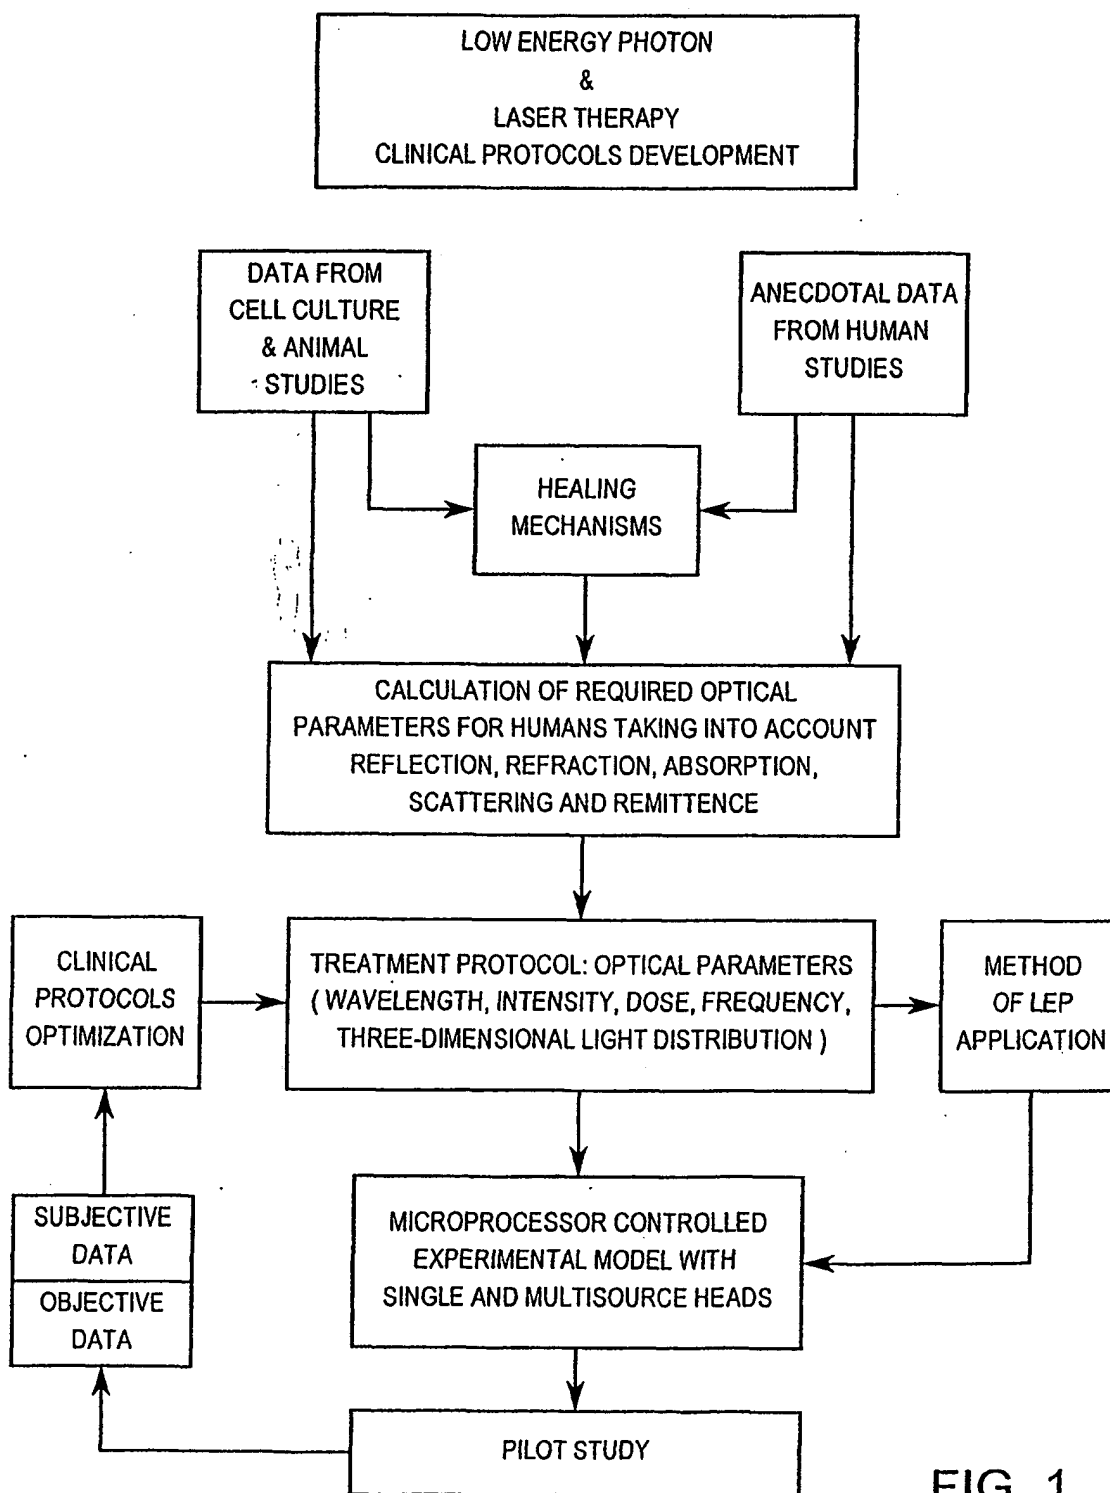 LOW ENERGY PHOTON
&
LASER THERAPY
CLINICAL PROTOCOLS DEVELOPMENT
DATA FROM
CELL CULTURE
& ANIMAL
STUDIES
ANECDOTAL DATA
FROM HUMAN
STUDIES
HEALING
MECHANISMS
CALCULATION OF REQUIRED OPTICAL
PARAMETERS FOR HUMANS TAKING INTO ACCOUNT
REFLECTION, REFRACTION, ABSORPTION,
SCATTERING AND REMITTENCE
CLINICAL
PROTOCOLS
OPTIMIZATION
TREATMENT PROTOCOL: OPTICAL PARAMETERS
( WAVELENGTH, INTENSITY, DOSE, FREQUENCY,
THREE-DIMENSIONAL LIGHT DISTRIBUTION )
METHOD
OF LEP
APPLICATION
SUBJECTIVE
DATA
OBJECTIVE
DATA
MICROPROCESSOR CONTROLLED
EXPERIMENTAL MODEL WITH
SINGLE AND MULTISOURCE HEADS
PILOT STUDY
FIG. 1